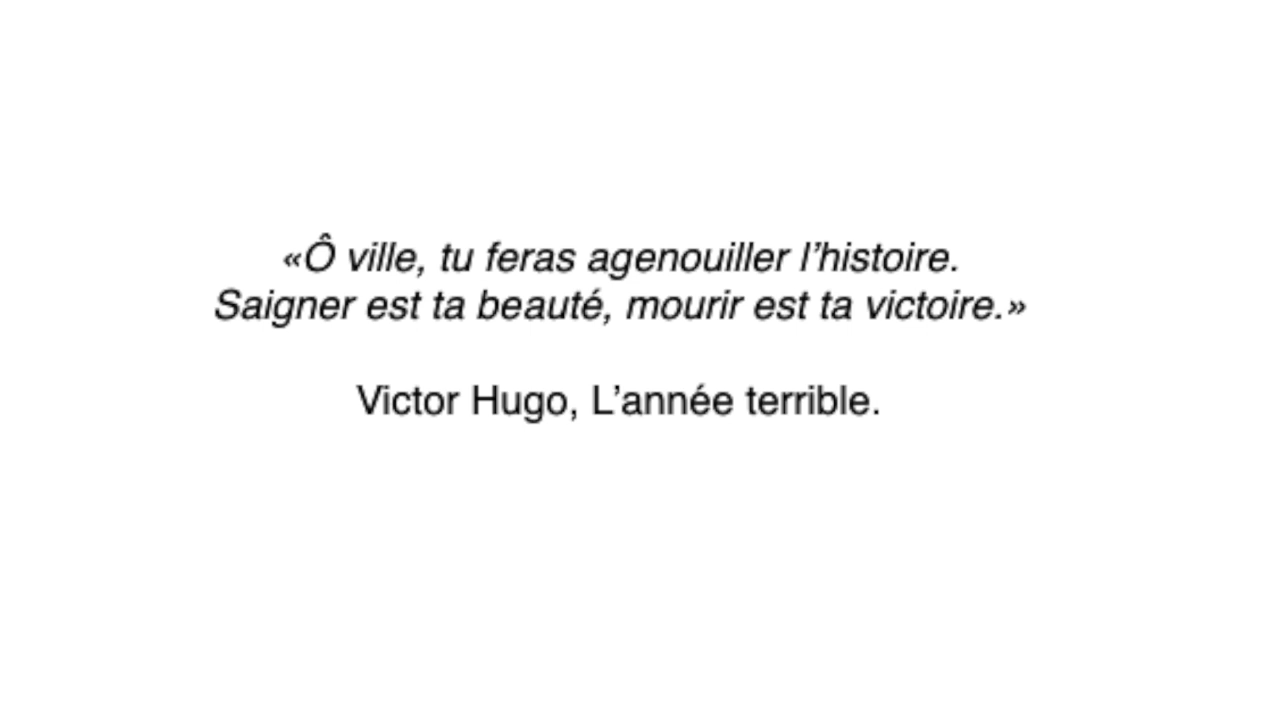 «Ô ville, tu feras agenouiller l’histoire.
Saigner est ta beauté, mourir est ta victoire.»
Victor Hugo, L’année terrible.